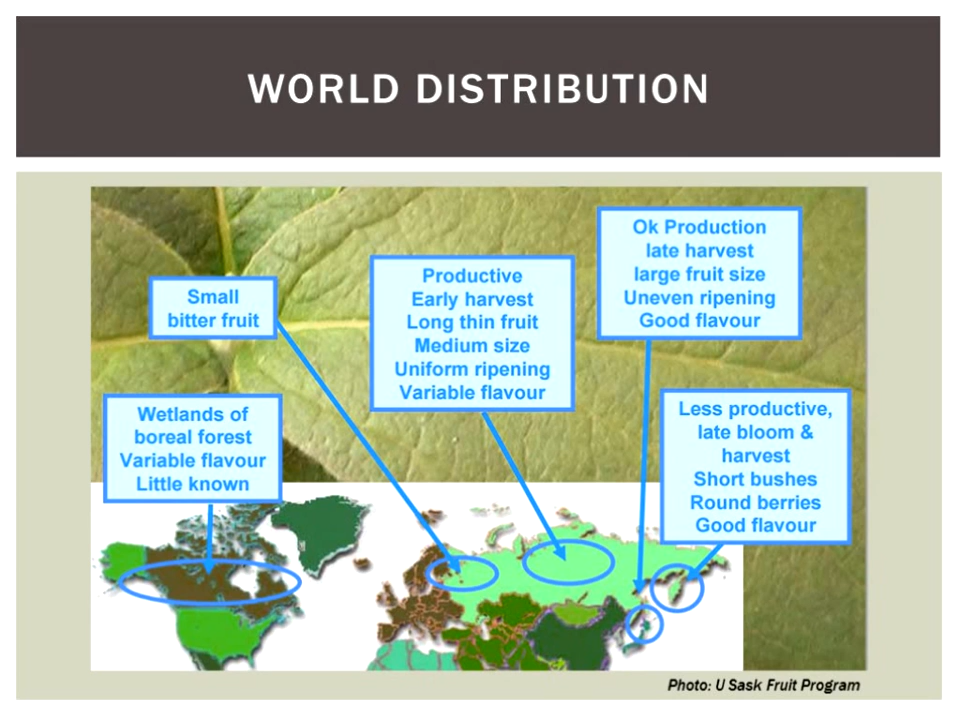 WORLD DISTRIBUTION
Small
bitter fruit
Productive
Early harvest
Long thin fruit
Medium size
Uniform ripening
Variable flavour
Ok Production
late harvest
large fruit size
Uneven ripening
Good flavour
Wetlands of
boreal forest
Variable flavour
Little known
Less productive,
late bloom &
harvest
Short bushes
Round berries
Good flavour
Photo: U Sask Fruit Program